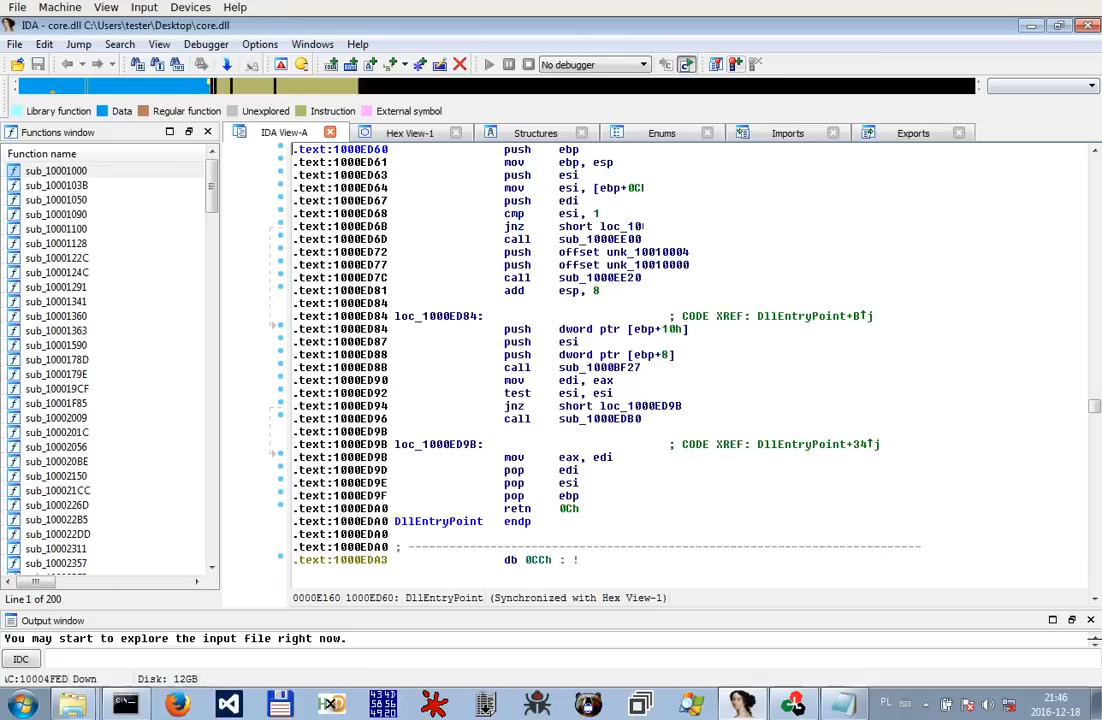 File Machine View Input Devices Help
IDA - core.dll C:\Users\tester\Desktop\core.dll
File Edit Jump Search View Debugger Options Windows Help
No debugger
Library function Data Regular function Unexplored Instruction External symbol
Functions window
IDA View-A Hex View-1 Structures Enums Imports Exports
Function name
sub_10001000
sub_1000103B
sub_10001050
sub_10001090
sub_10001100
sub_10001128
sub_1000122C
sub_1000124C
sub_10001291
sub_10001341
sub_10001360
sub_10001363
sub_10001590
sub_1000178D
sub_1000179E
sub_100019CF
sub_10001F85
sub_10002009
sub_1000201C
sub_10002056
sub_100020BE
sub_10002150
sub_100021CC
sub_1000226D
sub_100022B5
sub_100022DD
sub_10002311
sub_10002357
Line 1 of 200
.text:1000ED60 push ebp
.text:1000ED61 mov ebp, esp
.text:1000ED63 push esi
.text:1000ED64 mov esi, [ebp+0Ch
.text:1000ED67 push edi
.text:1000ED68 cmp esi, 1
.text:1000ED6B jnz short loc_10
.text:1000ED6D call sub_1000EE00
.text:1000ED72 push offset unk_10010004
.text:1000ED77 push offset unk_10010000
.text:1000ED7C call sub_1000EE20
.text:1000ED81 add esp, 8
.text:1000ED84
.text:1000ED84 loc_1000ED84: ; CODE XREF: DllEntryPoint+B↑j
.text:1000ED84 push dword ptr [ebp+10h]
.text:1000ED87 push esi
.text:1000ED88 push dword ptr [ebp+8]
.text:1000ED8B call sub_1000BF27
.text:1000ED90 mov edi, eax
.text:1000ED92 test esi, esi
.text:1000ED94 jnz short loc_1000ED9B
.text:1000ED96 call sub_1000EDB0
.text:1000ED9B
.text:1000ED9B loc_1000ED9B: ; CODE XREF: DllEntryPoint+34↑j
.text:1000ED9B mov eax, edi
.text:1000ED9D pop edi
.text:1000ED9E pop esi
.text:1000ED9F pop ebp
.text:1000EDA0 retn 0Ch
.text:1000EDA0 DllEntryPoint endp
.text:1000EDA0
.text:1000EDA0 ; ---------------------------------------------------------------------------
.text:1000EDA3 db 0CCh ; !
0000E160 1000ED60: DllEntryPoint (Synchronized with Hex View-1)
Output window
You may start to explore the input file right now.
IDC
AC:10004FED Down Disk: 12GB
PL 21:46
2016-12-18